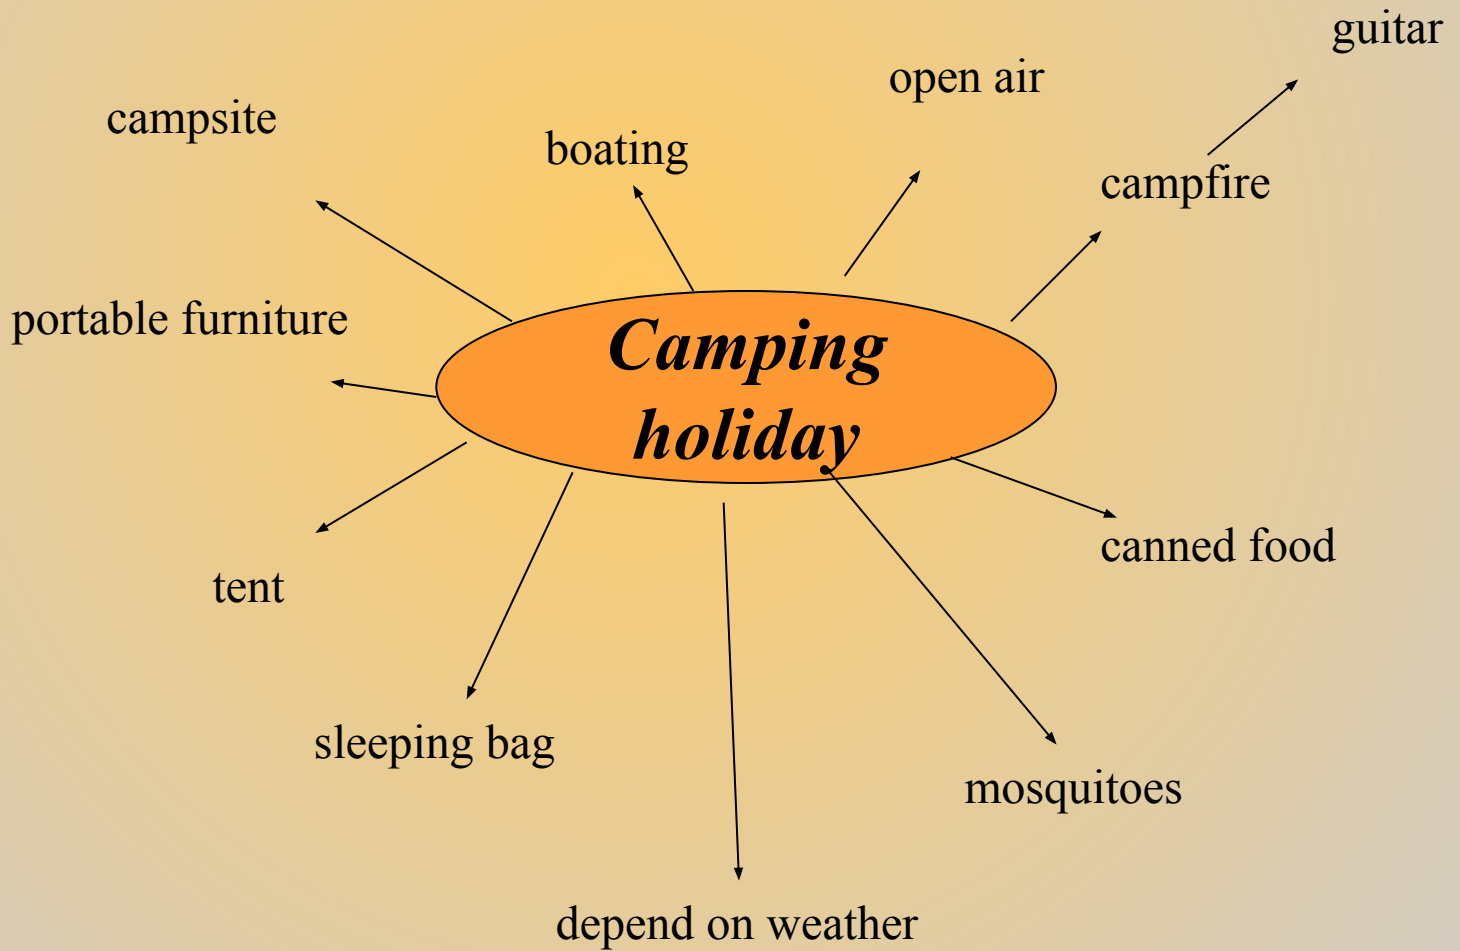 guitar
open air
campsite
boating
campfire
portable furniture
Camping
holiday
canned food
tent
sleeping bag
mosquitoes
depend on weather